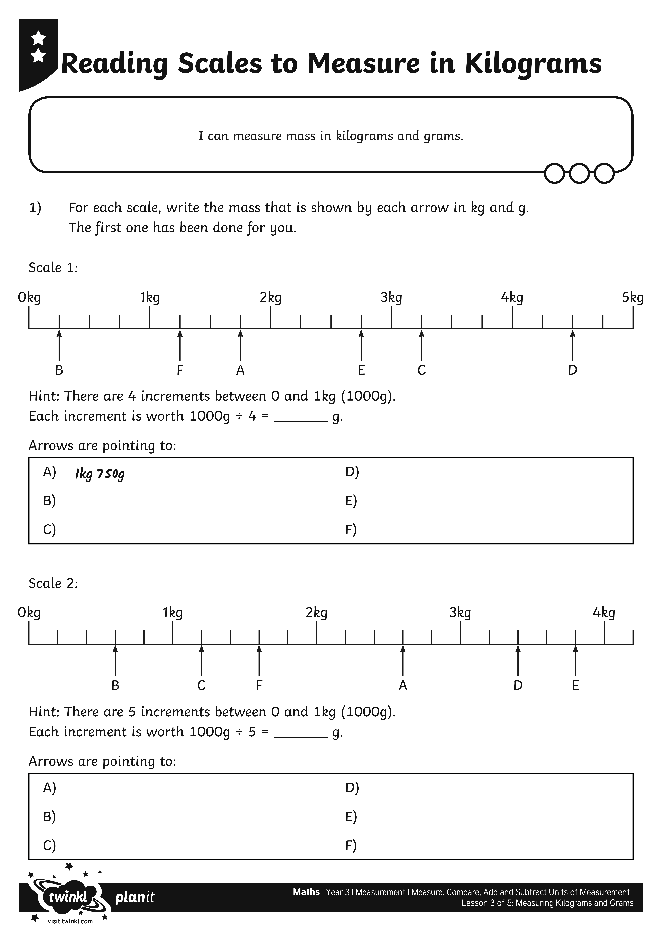 Reading Scales to Measure in Kilograms
I can measure mass in kilograms and grams.
1) For each scale, write the mass that is shown by each arrow in kg and g.
The first one has been done for you.
Scale 1:
0kg 1kg 2kg 3kg 4kg 5kg
B F A E C D
Hint: There are 4 increments between 0 and 1kg (1000g).
Each increment is worth 1000g ÷ 4 = _______ g.
Arrows are pointing to:
A) 1kg 750g D)
B) E)
C) F)
Scale 2:
0kg 1kg 2kg 3kg 4kg
B C F A D E
Hint: There are 5 increments between 0 and 1kg (1000g).
Each increment is worth 1000g ÷ 5 = _______ g.
Arrows are pointing to:
A) D)
B) E)
C) F)
twinkl planit
visit twinkl.com
Maths Year 3 | Measurement | Measure, Compare, Add and Subtract Units of Measurement
Lesson 3 of 5: Measuring Kilograms and Grams